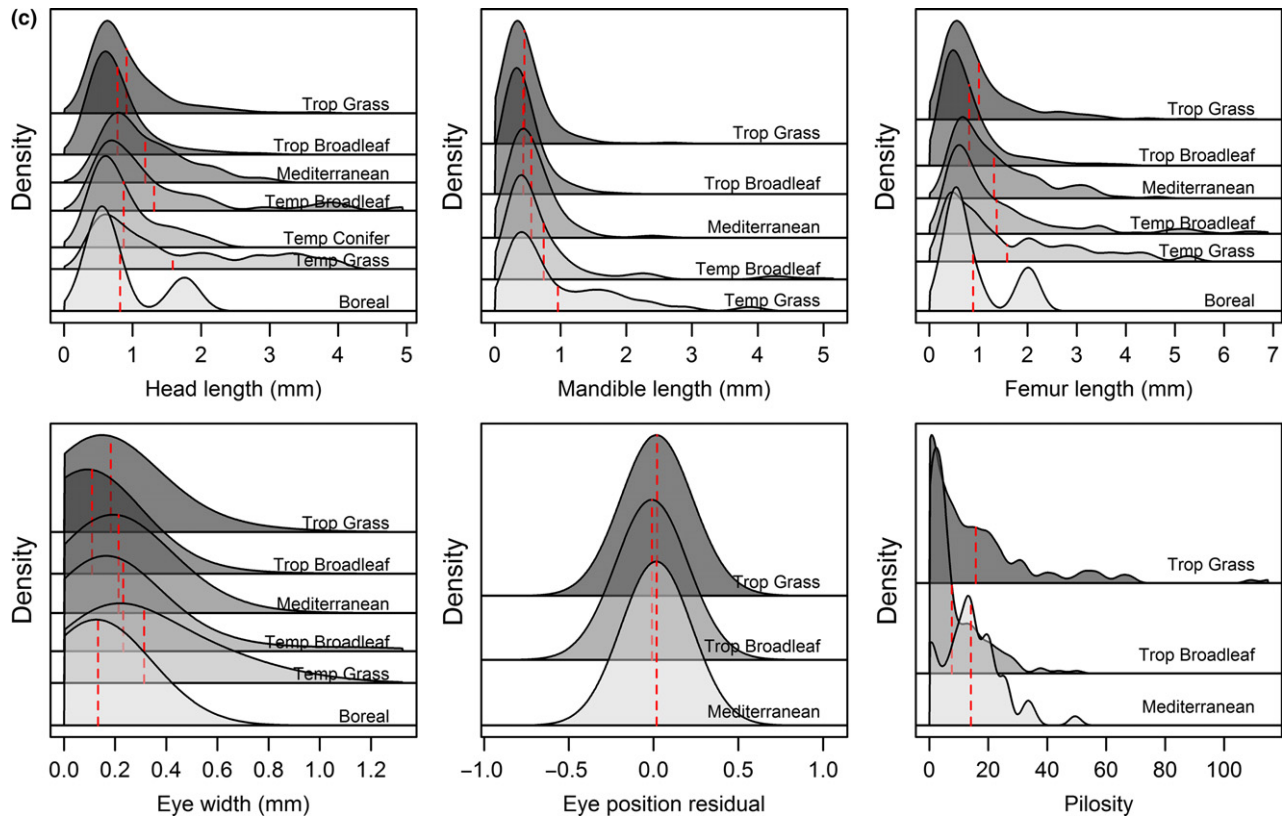 (c)
Density
Trop Grass
Trop Broadleaf
Mediterranean
Temp Broadleaf
Temp Conifer
Temp Grass
Boreal
0 1 2 3 4 5
Head length (mm)
Density
Trop Grass
Trop Broadleaf
Mediterranean
Temp Broadleaf
Temp Grass
0 1 2 3 4 5
Mandible length (mm)
Density
Trop Grass
Trop Broadleaf
Mediterranean
Temp Broadleaf
Temp Grass
Boreal
0 1 2 3 4 5 6 7
Femur length (mm)
Density
Trop Grass
Trop Broadleaf
Mediterranean
Temp Broadleaf
Temp Grass
Boreal
0.0 0.2 0.4 0.6 0.8 1.0 1.2
Eye width (mm)
Density
Trop Grass
Trop Broadleaf
Mediterranean
−1.0 −0.5 0.0 0.5 1.0
Eye position residual
Density
Trop Grass
Trop Broadleaf
Mediterranean
0 20 40 60 80 100
Pilosity